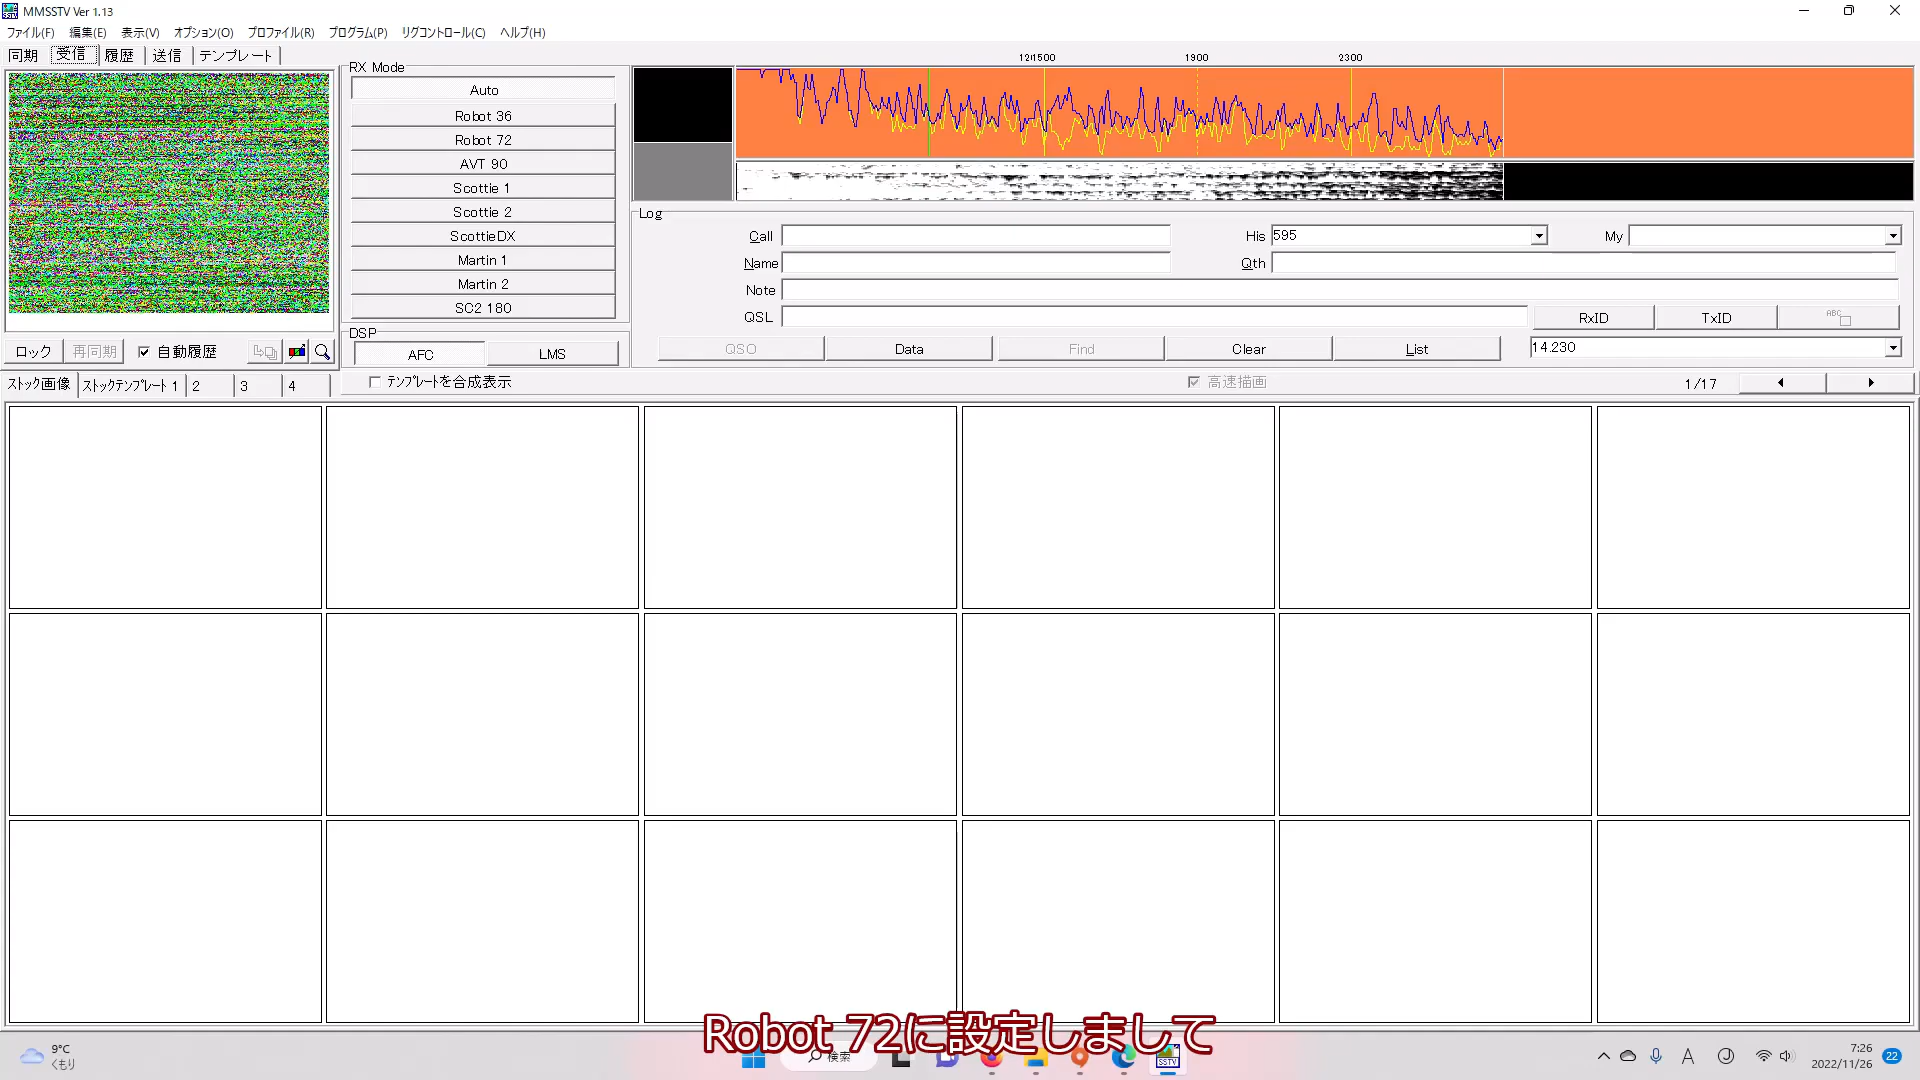 MMSSTV Ver 1.13
ファイル(F) 編集(E) 表示(V) オプション(O) プロファイル(R) プログラム(P) リグコントロール(C) ヘルプ(H)
同期 受信 履歴 送信 テンプレート
RX Mode
Auto
Robot 36
Robot 72
AVT 90
Scottie 1
Scottie 2
ScottieDX
Martin 1
Martin 2
SC2 180
DSP
AFC LMS
1500 1900 2300
Log
Call His 595 My
Name Qth
Note
QSL RxID TxID ABC
QSO Data Find Clear List 14.230
ロック 再同期 自動履歴
ストック画像 ストックテンプレート 1 2 3 4
テンプレートを合成表示 高速描画 1/17
Robot 72に設定しまして
9°C
くもり
検索
SSTV
A
7:26
2022/11/26
22